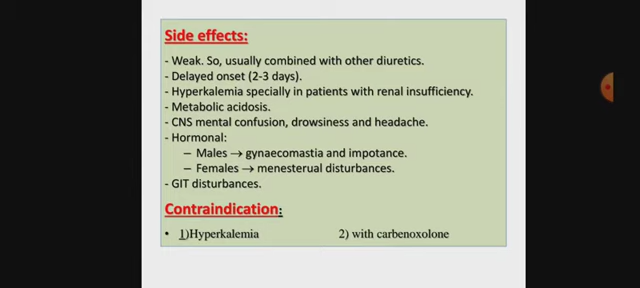 Side effects:
- Weak. So, usually combined with other diuretics.
- Delayed onset (2-3 days).
- Hyperkalemia specially in patients with renal insufficiency.
- Metabolic acidosis.
- CNS mental confusion, drowsiness and headache.
- Hormonal:
– Males → gynaecomastia and impotance.
– Females → menesterual disturbances.
- GIT disturbances.
Contraindication:
• 1)Hyperkalemia 2) with carbenoxolone